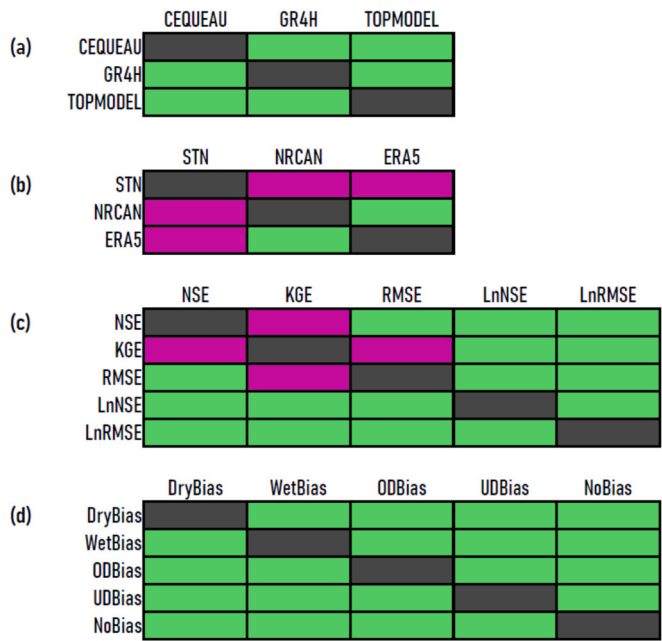 CEQUEAU GR4H TOPMODEL
(a) CEQUEAU
GR4H
TOPMODEL
STN NRCAN ERA5
(b) STN
NRCAN
ERA5
NSE KGE RMSE LnNSE LnRMSE
(c) NSE
KGE
RMSE
LnNSE
LnRMSE
DryBias WetBias ODBias UDBias NoBias
(d) DryBias
WetBias
ODBias
UDBias
NoBias